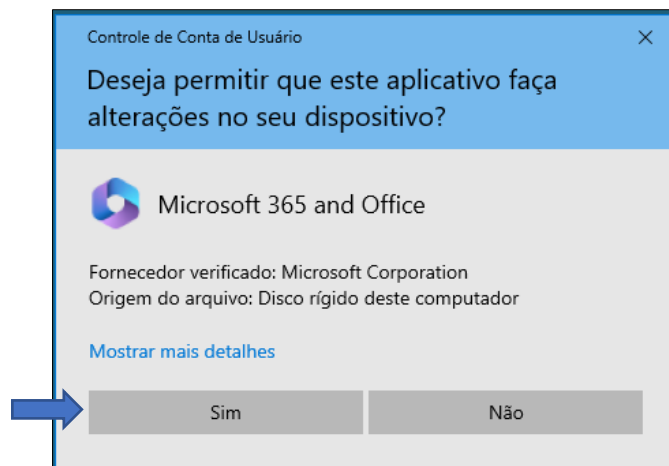 Controle de Conta de Usuário
Deseja permitir que este aplicativo faça
alterações no seu dispositivo?
Microsoft 365 and Office
Fornecedor verificado: Microsoft Corporation
Origem do arquivo: Disco rígido deste computador
Mostrar mais detalhes
Sim
Não